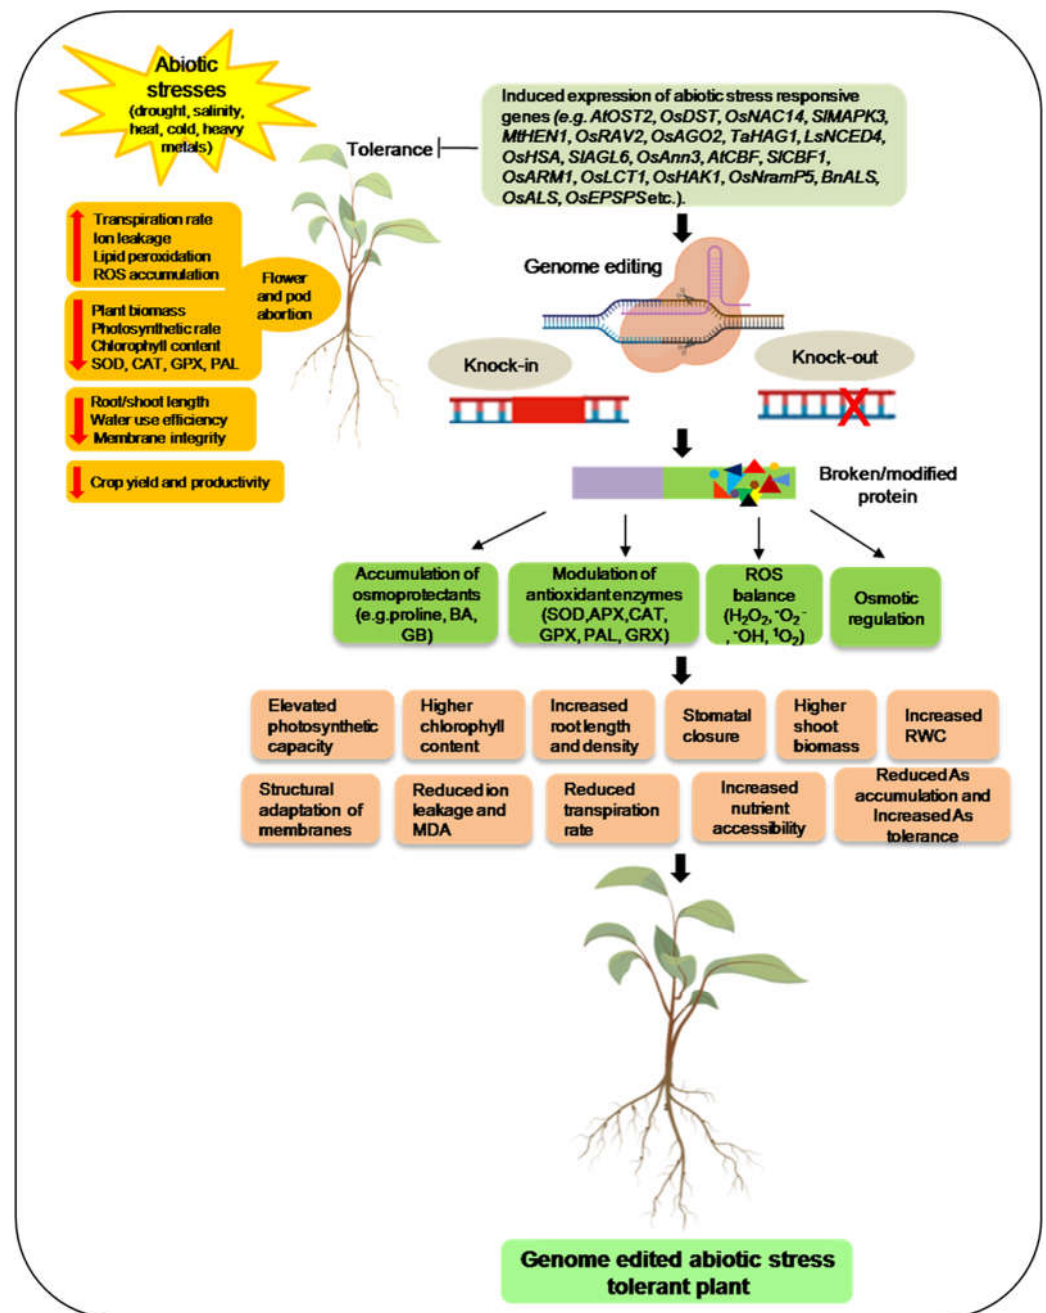 Abiotic
stresses
(drought, salinity,
heat, cold, heavy
metals)
Tolerance
Induced expression of abiotic stress responsive
genes (e.g. AtOST2, OsDST, OsNAC14, SlMAPK3,
MtHEN1, OsRAV2, OsAGO2, TaHAG1, LsNCED4,
OsHSA, SlAGL6, OsAnn3, AtCBF, SlCBF1,
OsARM1, OsLCT1, OsHAK1, OsNramP5, BnALS,
OsALS, OsEPSPS etc.).
Transpiration rate
Ion leakage
Lipid peroxidation
ROS accumulation
Flower
and pod
abortion
Plant biomass
Photosynthetic rate
Chlorophyll content
SOD, CAT, GPX, PAL
Root/shoot length
Water use efficiency
Membrane integrity
Crop yield and productivity
Genome editing
Knock-in
Knock-out
Broken/modified
protein
Accumulation of
osmoprotectants
(e.g.proline, BA,
GB)
Modulation of
antioxidant enzymes
(SOD,APX,CAT,
GPX, PAL, GRX)
ROS
balance
(H₂O₂, ⁻O₂⁻
, ⁻OH, ¹O₂)
Osmotic
regulation
Elevated
photosynthetic
capacity
Higher
chlorophyll
content
Increased
root length
and density
Stomatal
closure
Higher
shoot
biomass
Increased
RWC
Structural
adaptation of
membranes
Reduced ion
leakage and
MDA
Reduced
transpiration
rate
Increased
nutrient
accessibility
Reduced As
accumulation and
Increased As
tolerance
Genome edited abiotic stress
tolerant plant